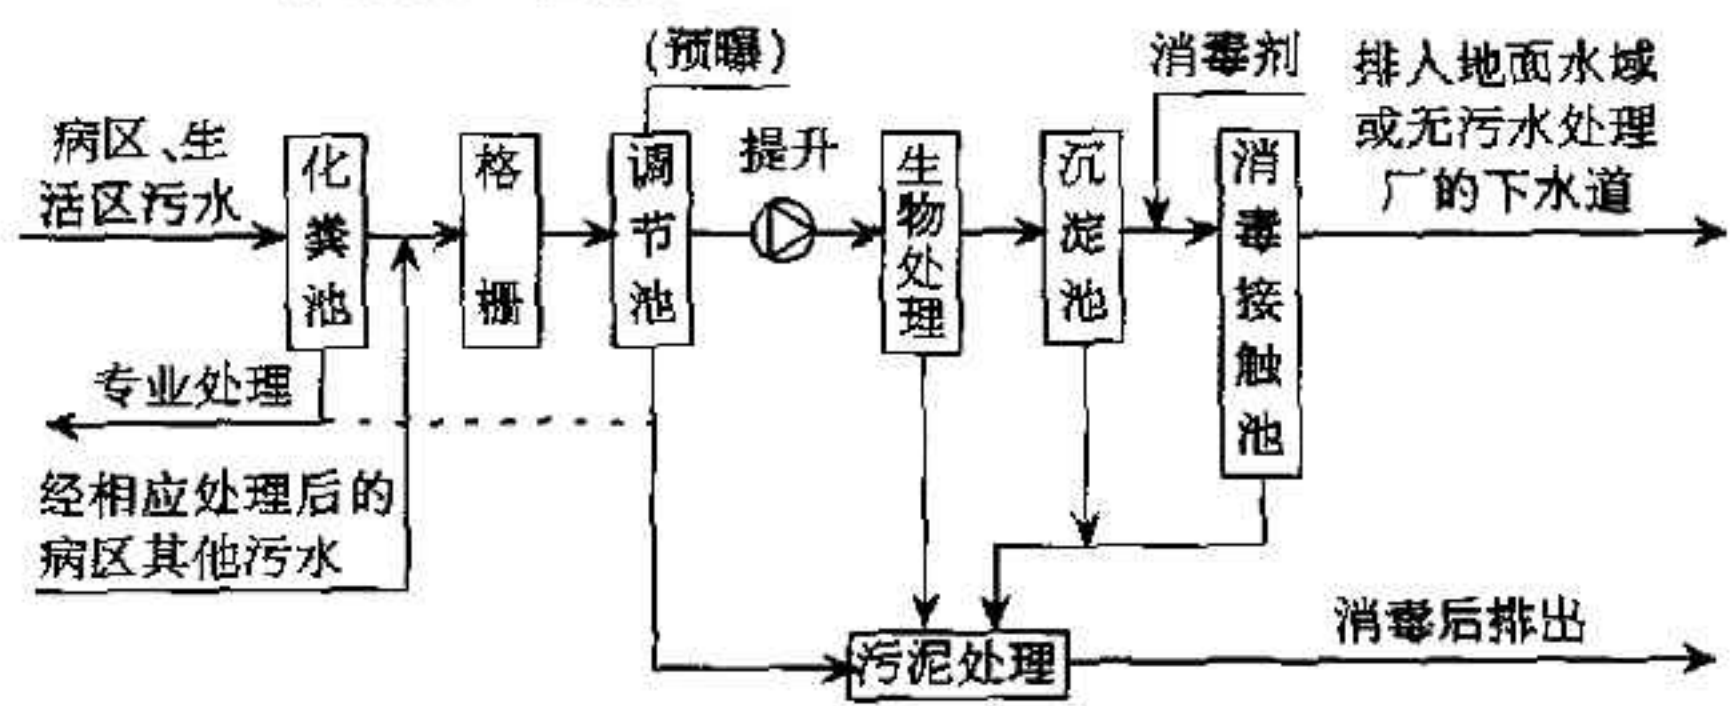 (预曝)
消毒剂
排入地面水域
或无污水处理
厂的下水道
病区、生
活区污水
化粪池
格栅
调节池
提升
生物处理
沉淀池
消毒接触池
专业处理
经相应处理后的
病区其他污水
污泥处理
消毒后排出